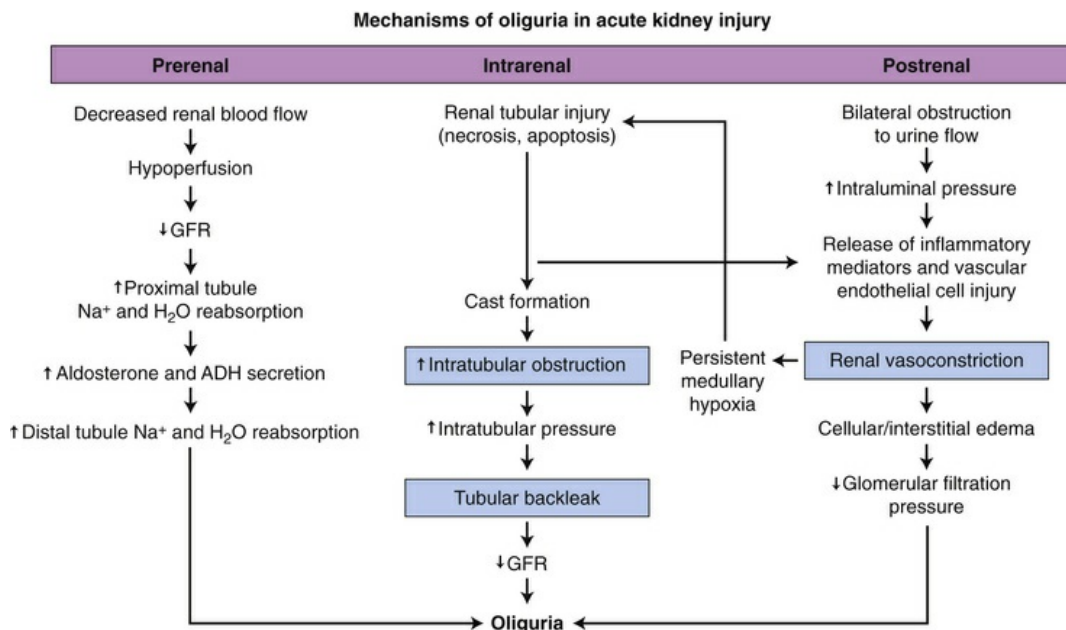 Mechanisms of oliguria in acute kidney injury
Prerenal
Intrarenal
Postrenal
Decreased renal blood flow
Hypoperfusion
↓GFR
↑Proximal tubule
Na⁺ and H₂O reabsorption
↑Aldosterone and ADH secretion
↑Distal tubule Na⁺ and H₂O reabsorption
Renal tubular injury
(necrosis, apoptosis)
Cast formation
↑Intratubular obstruction
↑Intratubular pressure
Tubular backleak
↓GFR
Oliguria
Persistent
medullary
hypoxia
Bilateral obstruction
to urine flow
↑Intraluminal pressure
Release of inflammatory
mediators and vascular
endothelial cell injury
Renal vasoconstriction
Cellular/interstitial edema
↓Glomerular filtration
pressure